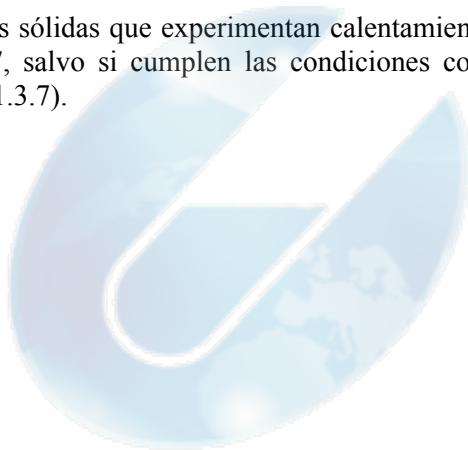 s sólidas que experimentan calentamien
, salvo si cumplen las condiciones co
1.3.7).